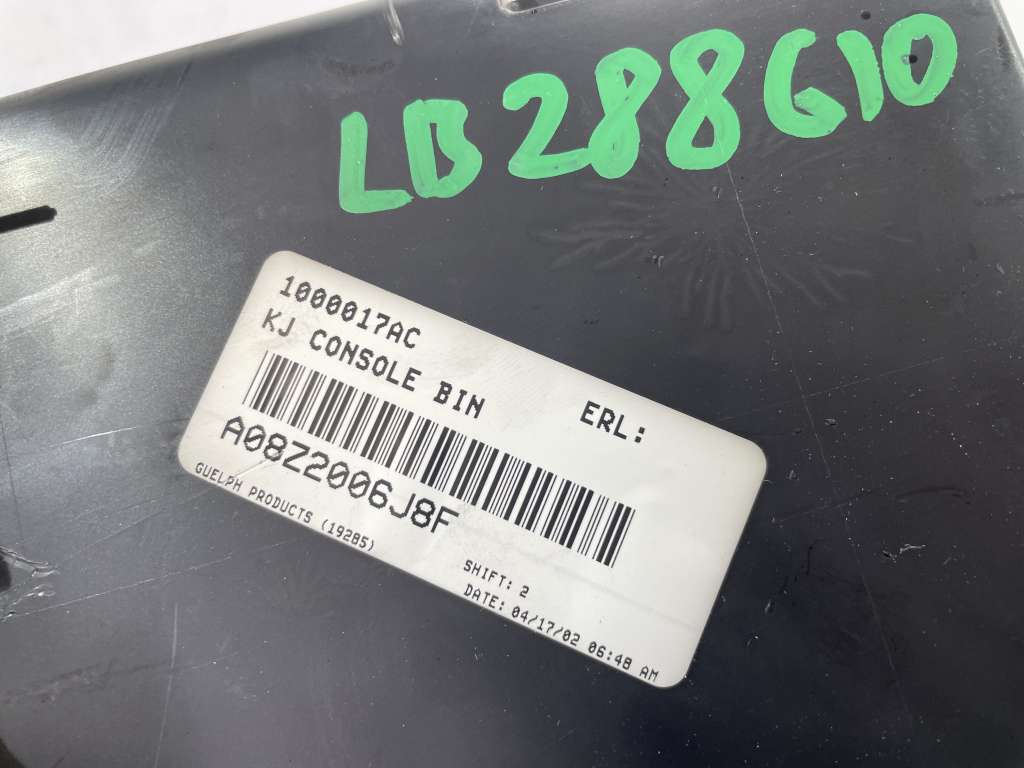 LB288G10
1000017AC
KJ CONSOLE BIN
ERL:
A08Z2006J8F
GUELPH PRODUCTS (19285)
SHIFT: 2
DATE: 04/17/02 06:48 AM